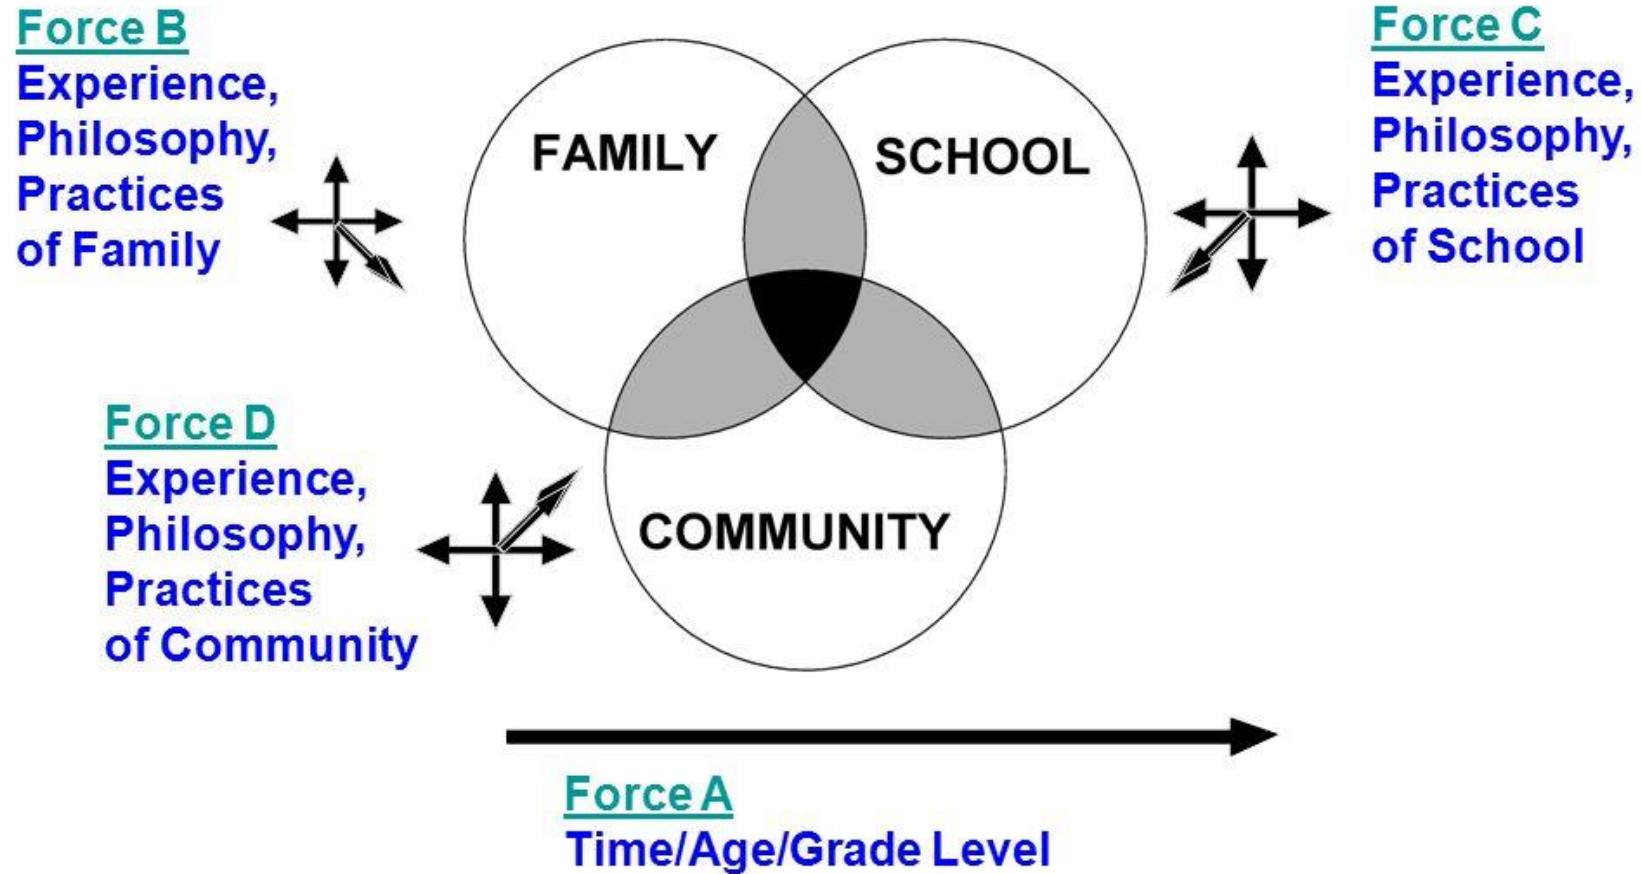 Force B
Experience,
Philosophy,
Practices
of Family
FAMILY
SCHOOL
Force C
Experience,
Philosophy,
Practices
of School
Force D
Experience,
Philosophy,
Practices
of Community
COMMUNITY
Force A
Time/Age/Grade Level